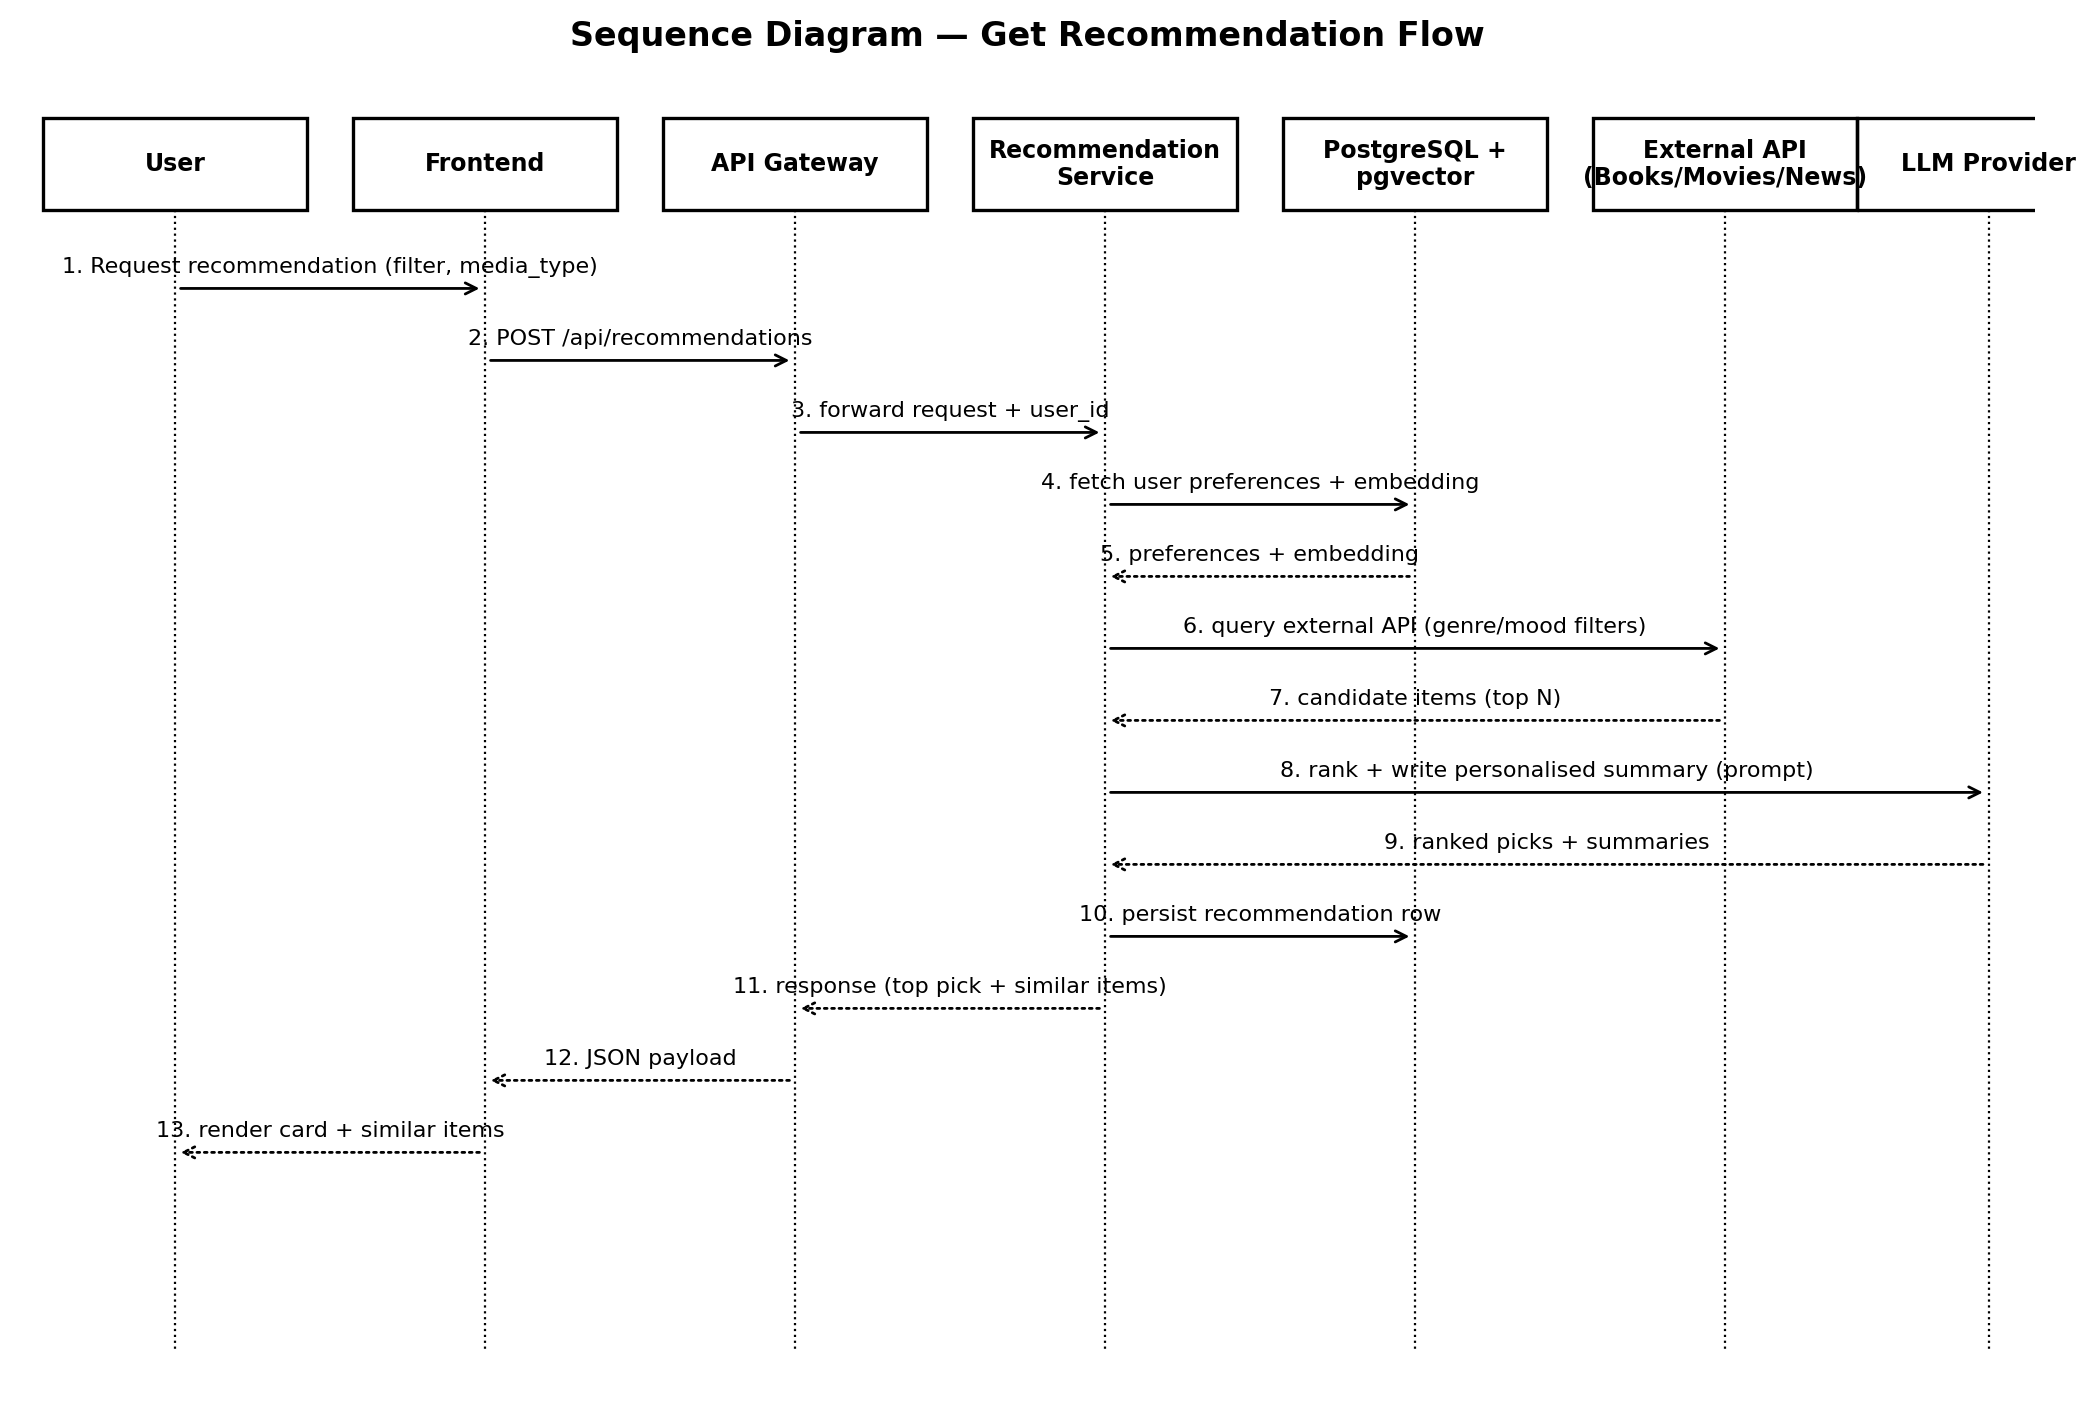 Sequence Diagram — Get Recommendation Flow
User
Frontend
API Gateway
Recommendation
Service
PostgreSQL +
pgvector
External API
(Books/Movies/News)
LLM Provider
1. Request recommendation (filter, media_type)
2. POST /api/recommendations
3. forward request + user_id
4. fetch user preferences + embedding
5. preferences + embedding
6. query external API (genre/mood filters)
7. candidate items (top N)
8. rank + write personalised summary (prompt)
9. ranked picks + summaries
10. persist recommendation row
11. response (top pick + similar items)
12. JSON payload
13. render card + similar items